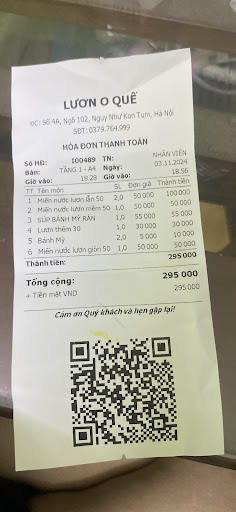 LƯƠN O QUẾ
ĐC: Số 4A, Ngõ 102, Nguỵ Như Kon Tum, Hà Nội
SĐT: 0379.764.999
HÓA ĐƠN THANH TOÁN
Số HĐ: 100489 TN: NHÂN VIÊN
Bàn: TẦNG 1 - A4 Ngày: 03.11.2024
Giờ vào: 18.28 Giờ vào: 18.56
TT Tên món SL Đơn giá Thành tiền
1 Miến nước lươn lẫn 50 2,0 50 000 100 000
2 Miến nước lươn mềm 50 1,0 50 000 50 000
3 SÚP BÁNH MỲ RÁN 1,0 55 000 55 000
4 Lươn thêm 30 1,0 30 000 30 000
5 Bánh Mỳ 2,0 5 000 10 000
6 Miến nước lươn giòn 50 1,0 50 000 50 000
Thành tiền: 295 000
Tổng cộng: 295 000
+ Tiền mặt VND 295 000
Cảm ơn Quý khách và hẹn gặp lại!